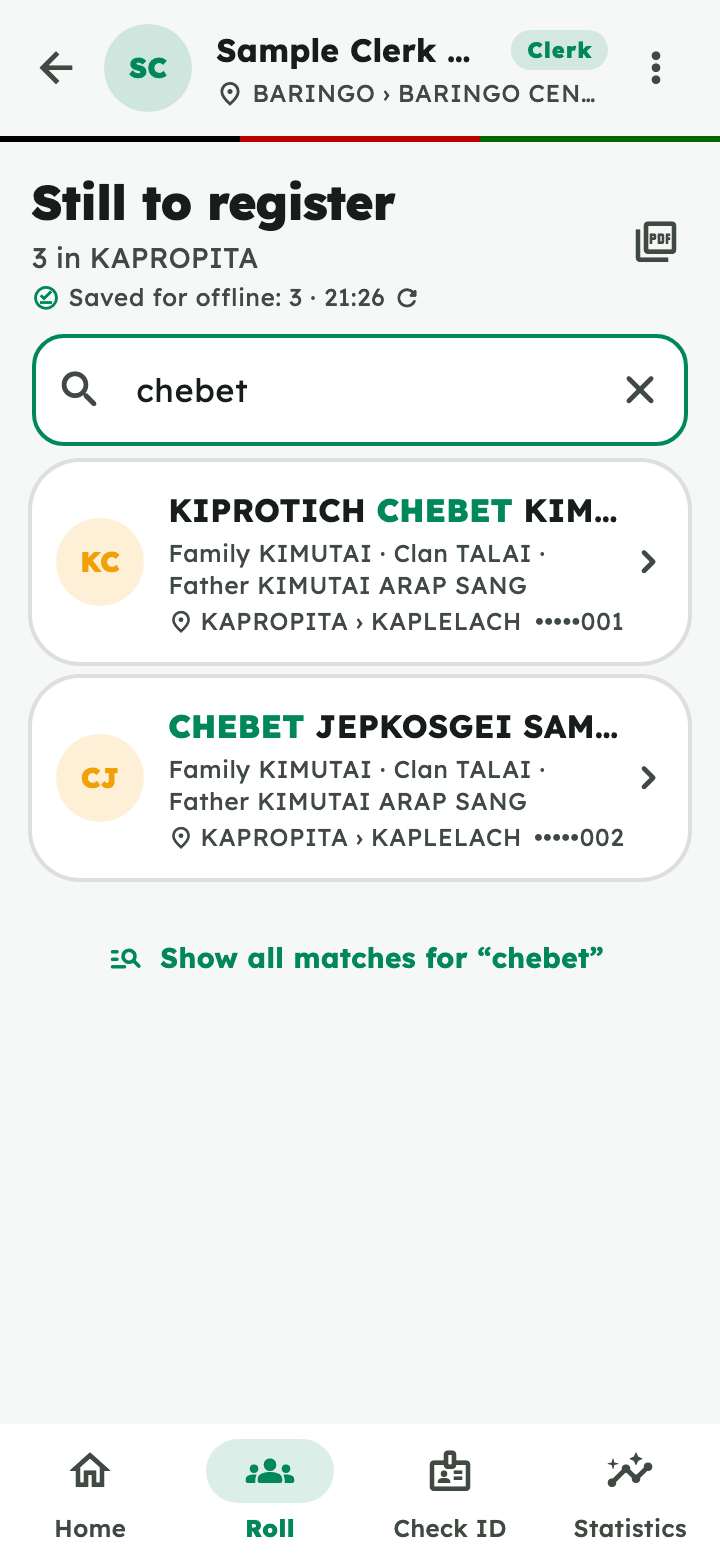 SC
Sample Clerk ...
Clerk
BARINGO › BARINGO CEN...
Still to register
PDF
3 in KAPROPITA
Saved for offline: 3 · 21:26
chebet
KC
KIPROTICH CHEBET KIM...
Family KIMUTAI · Clan TALAI ·
Father KIMUTAI ARAP SANG
KAPROPITA › KAPLELACH •••••001
CJ
CHEBET JEPKOSGEI SAM...
Family KIMUTAI · Clan TALAI ·
Father KIMUTAI ARAP SANG
KAPROPITA › KAPLELACH •••••002
Show all matches for “chebet”
Home
Roll
Check ID
Statistics